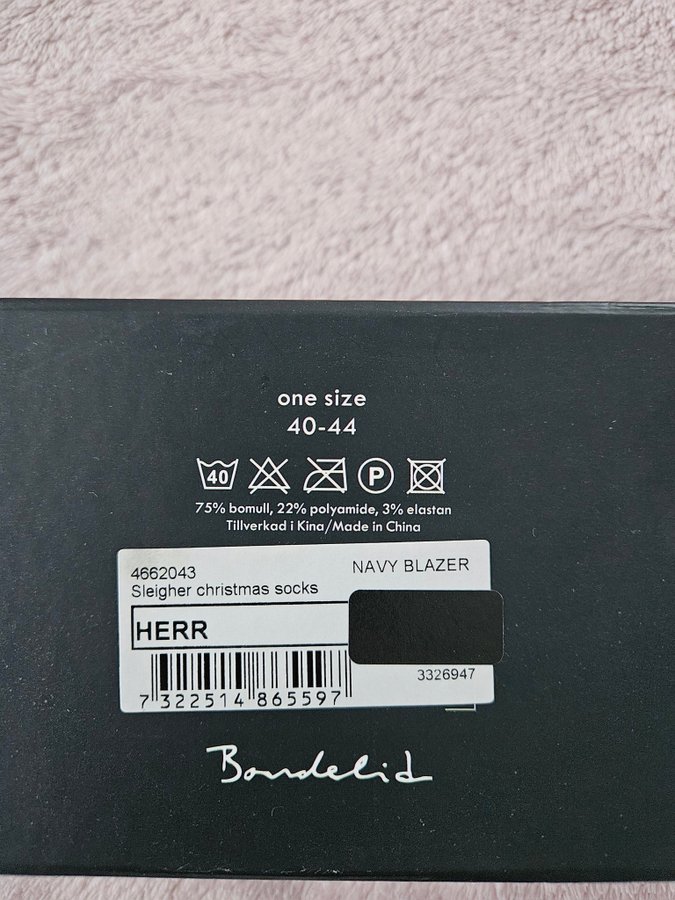 one size
40-44
40 P
75% bomull, 22% polyamide, 3% elastan
Tillverkad i Kina/Made in China
4662043 NAVY BLAZER
Sleigher christmas socks
HERR
3326947
7 322514 865597
Bondelid